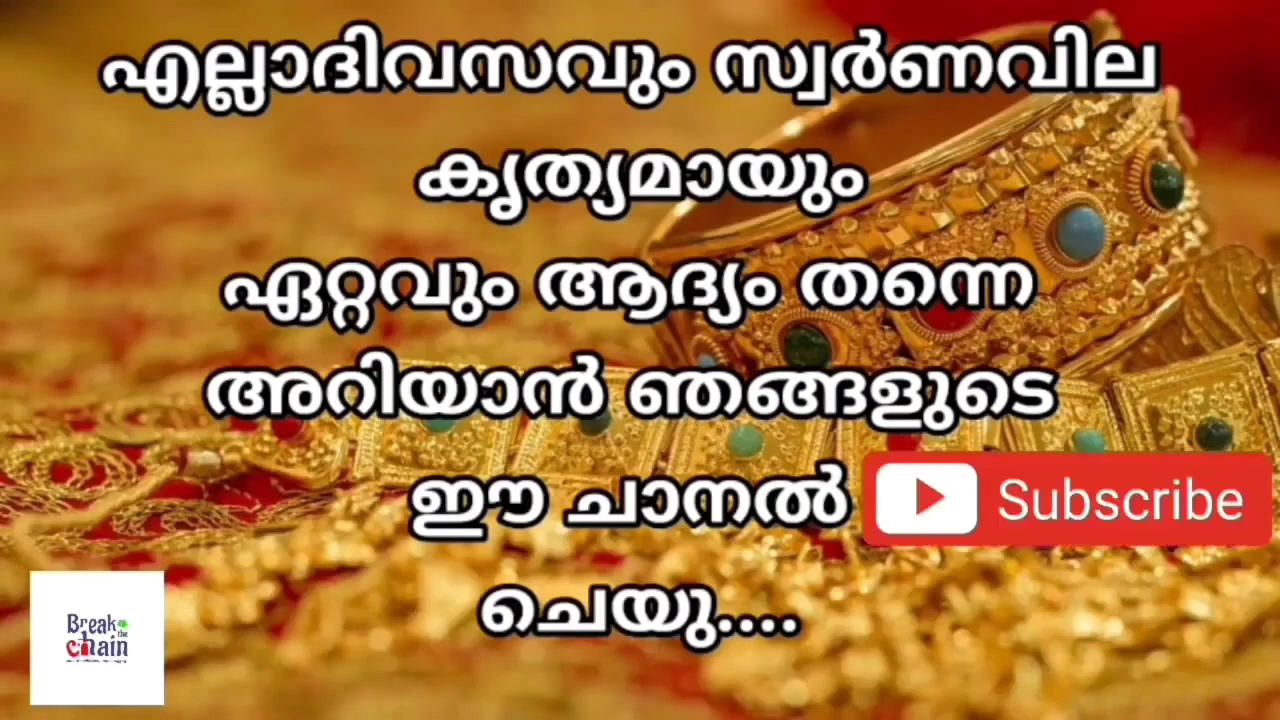 എല്ലാദിവസവും സ്വർണവില
കൃത്യമായും
ഏറ്റവും ആദ്യം തന്നെ
അറിയാൻ ഞങ്ങളുടെ
ഈ ചാനൽ Subscribe
ചെയു....
Break
the
chain